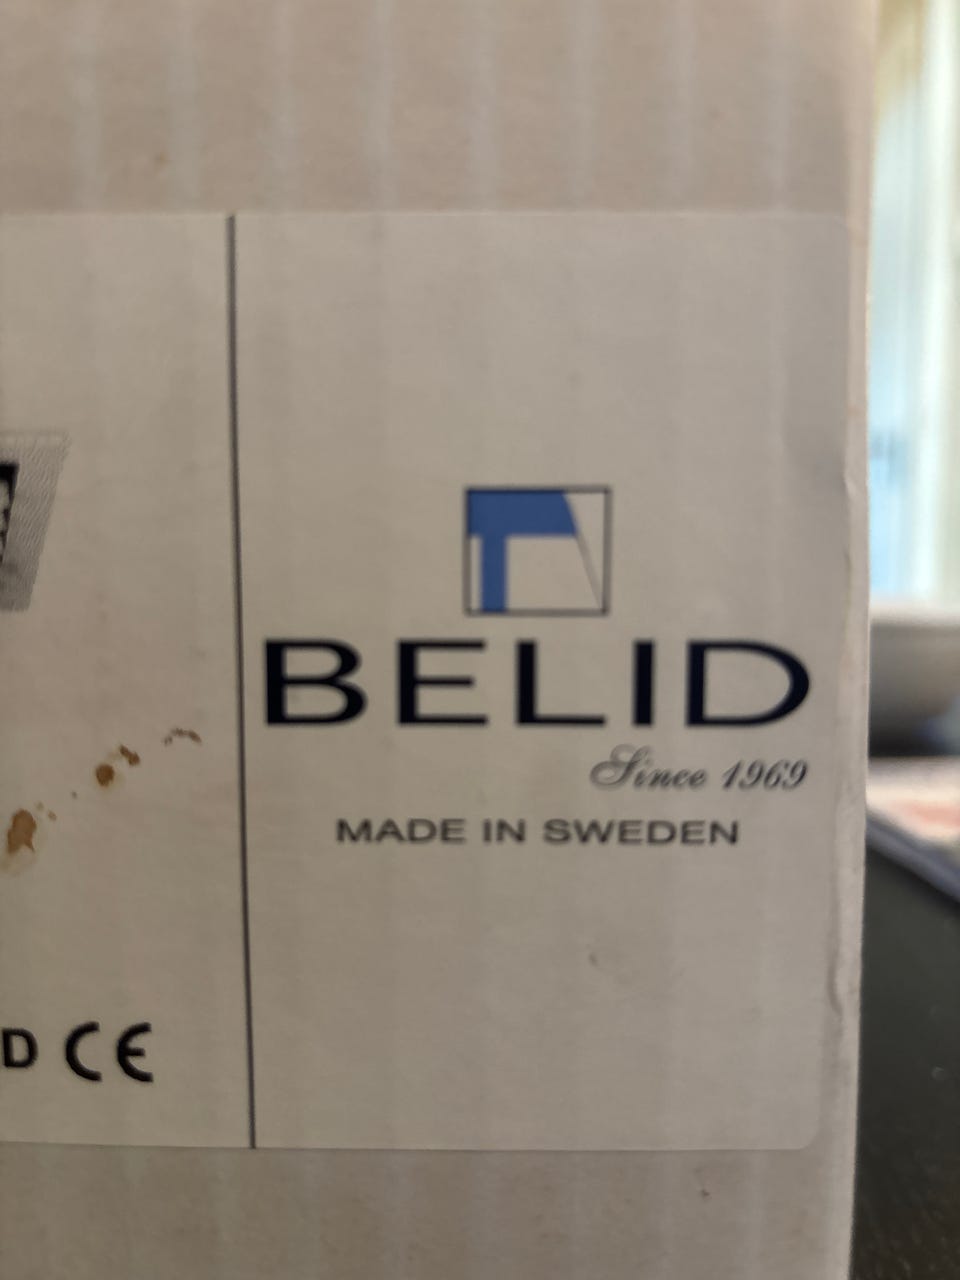 BELID
Since 1969
MADE IN SWEDEN
D CE